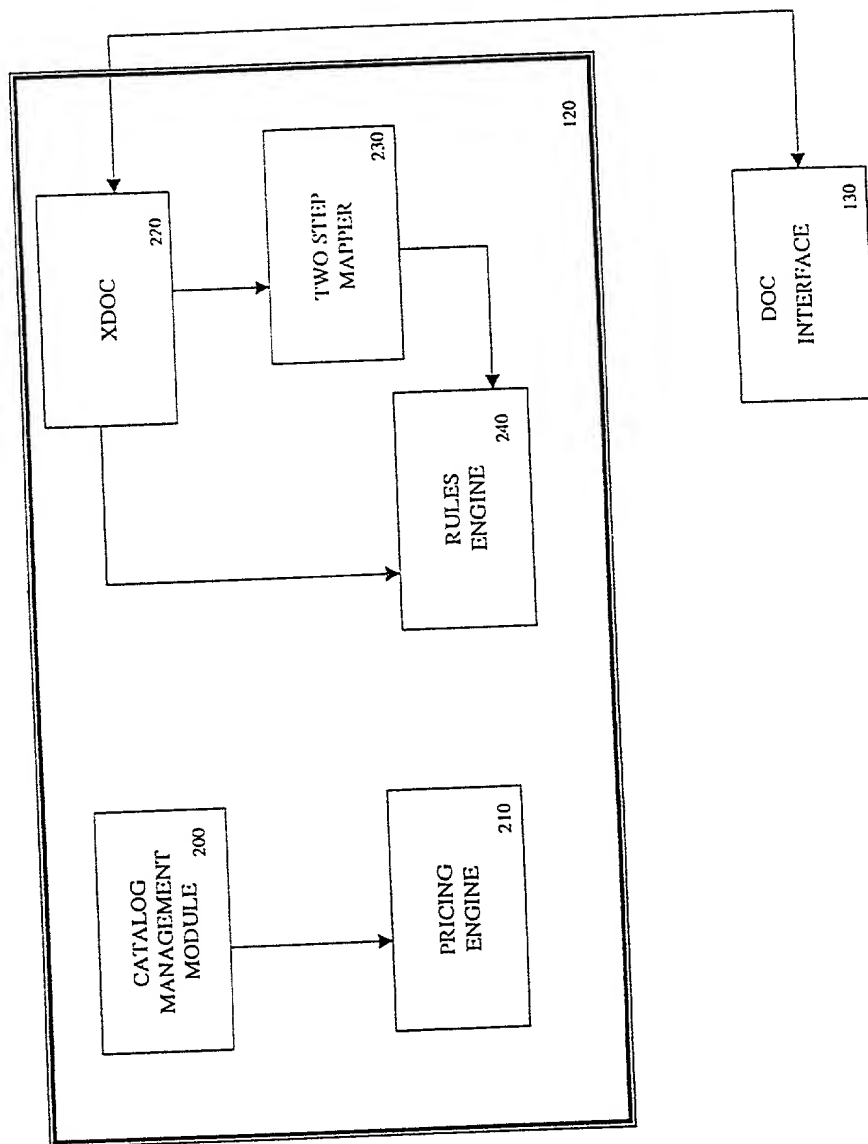 CATALOG
MANAGEMENT
MODULE
200
XDOC
220
TWO STEP
MAPPER
230
PRICING
ENGINE
210
RULES
ENGINE
240
120
DOC
INTERFACE
130